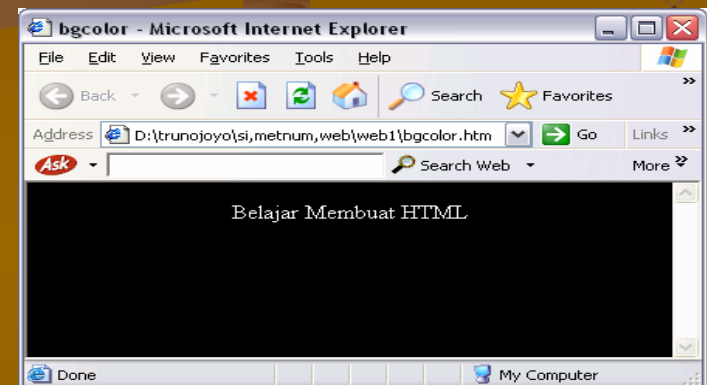 bgcolor - Microsoft Internet Explorer
File Edit View Favorites Tools Help
Back Search Favorites
Address D:\trunojoyo\si,metnum,web\web1\bgcolor.htm Go Links
Ask Search Web More
Belajar Membuat HTML
Done My Computer